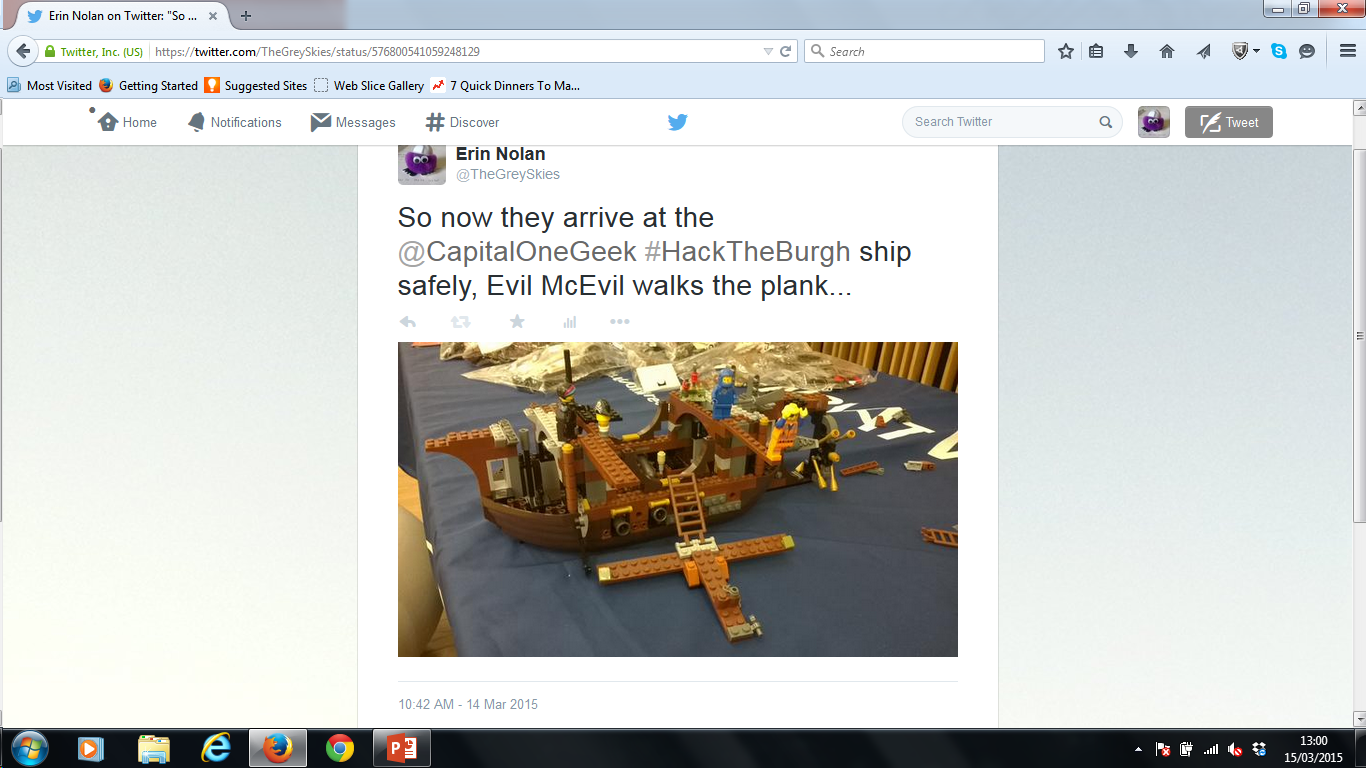 Erin Nolan on Twitter: "So ...
Twitter, Inc. (US)
https://twitter.com/TheGreySkies/status/576800541059248129
Search
Most Visited
Getting Started
Suggested Sites
Web Slice Gallery
7 Quick Dinners To Ma...
Home
Notifications
Messages
Discover
Search Twitter
Tweet
Erin Nolan
@TheGreySkies
So now they arrive at the
@CapitalOneGeek #HackTheBurgh ship
safely, Evil McEvil walks the plank...
10:42 AM - 14 Mar 2015
13:00
15/03/2015